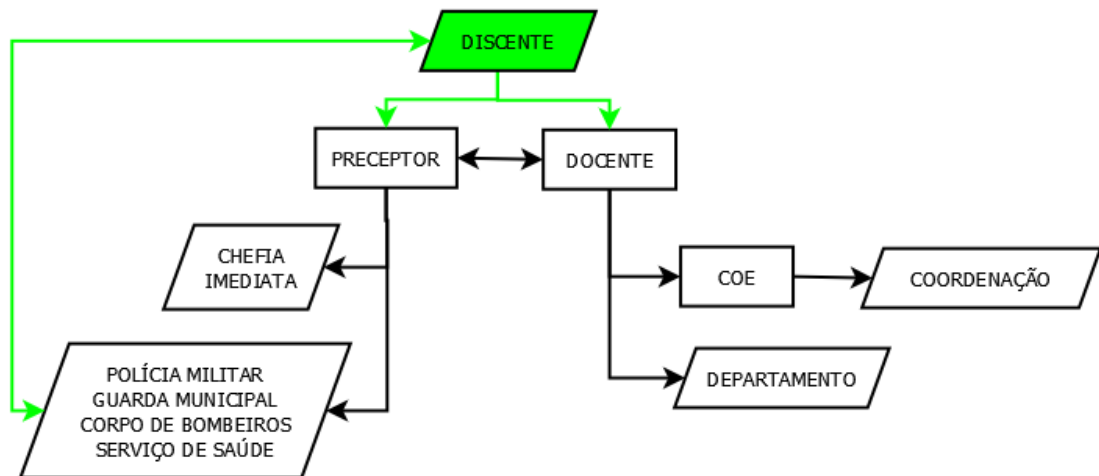 DISCENTE
PRECEPTOR
DOCENTE
CHEFIA
IMEDIATA
COE
COORDENAÇÃO
POLÍCIA MILITAR
GUARDA MUNICIPAL
CORPO DE BOMBEIROS
SERVIÇO DE SAÚDE
DEPARTAMENTO